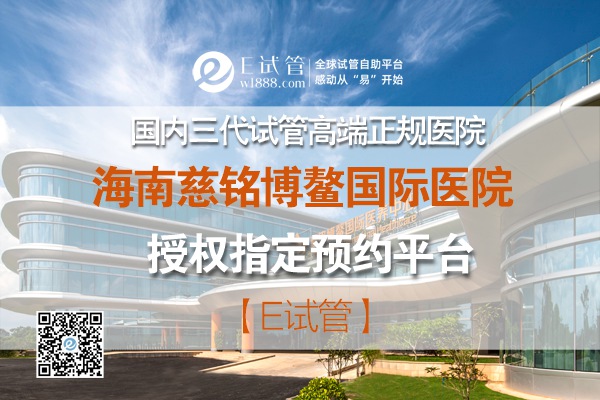 E试管
w1888.com
全球试管自助平台
感动从“易”开始
国内三代试管高端正规医院
海南慈铭博鳌国际医院
授权指定预约平台
【E试管】